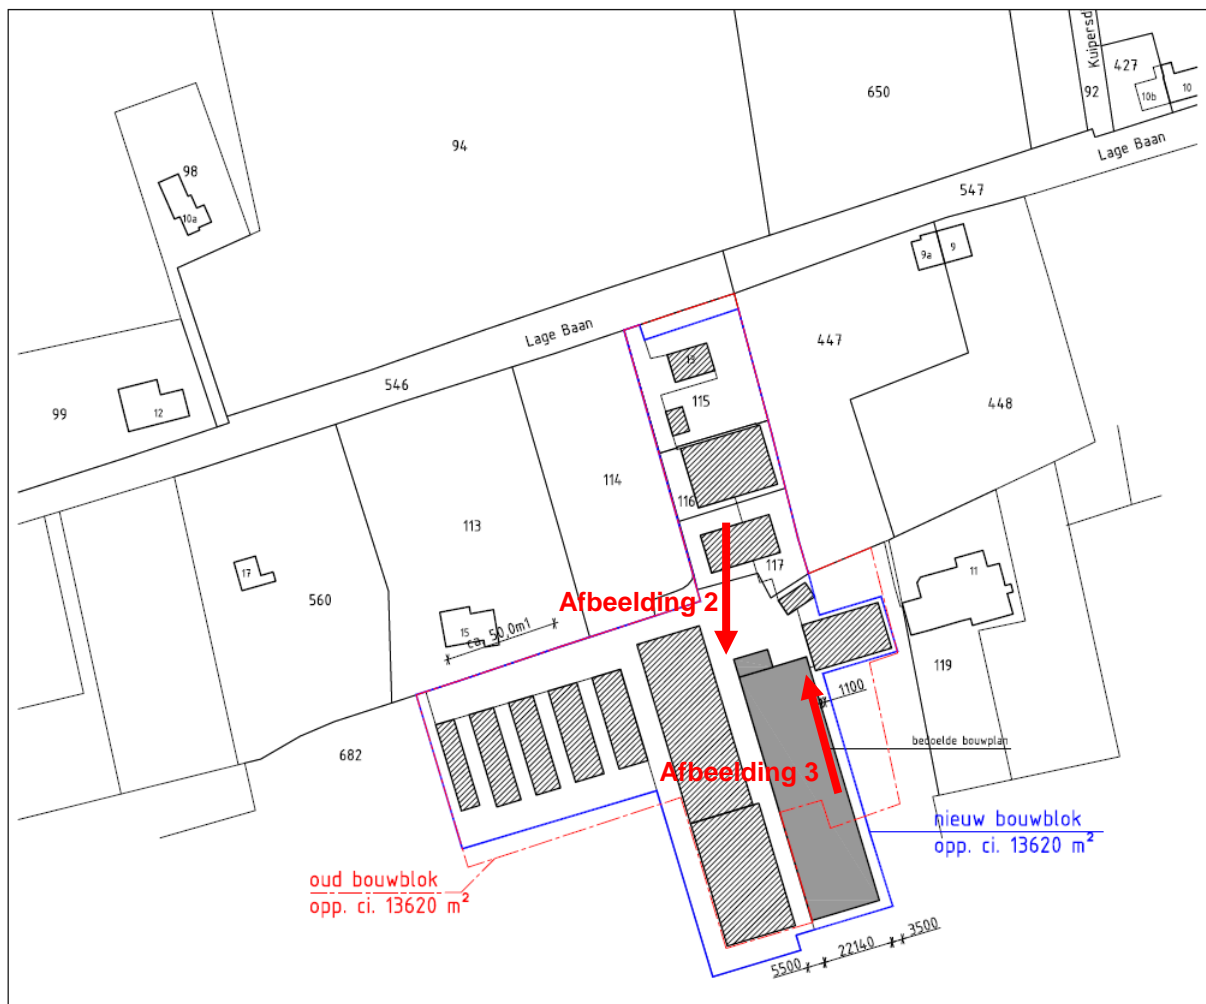 Kuipersd
427
92
10b
10
650
94
Lage Baan
98
10a
547
9a
9
Lage Baan
447
546
13
115
448
99
12
114
116
113
117
11
17
560
Afbeelding 2
15
ca. 50,0m1
119
1100
682
bedoelde bouwplan
Afbeelding 3
nieuw bouwblok
opp. ci. 13620 m²
oud bouwblok
opp. ci. 13620 m²
5500
22140
3500